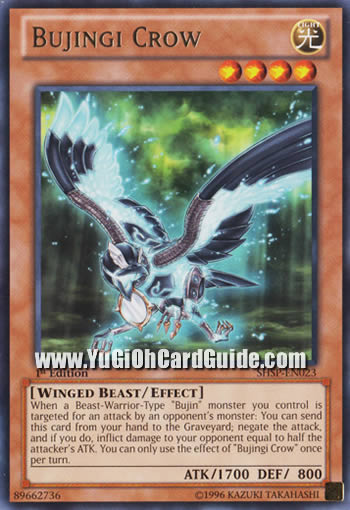 BUJINGI CROW
LIGHT
光
www.YuGiOhCardGuide.com
1st Edition
SHSP-EN023
[WINGED BEAST/EFFECT]
When a Beast-Warrior-Type "Bujin" monster you control is
targeted for an attack by an opponent's monster: You can send
this card from your hand to the Graveyard; negate the attack,
and if you do, inflict damage to your opponent equal to half the
attacker's ATK. You can only use the effect of "Bujingi Crow" once
per turn.
ATK/1700 DEF/ 800
89662736
©1996 KAZUKI TAKAHASHI